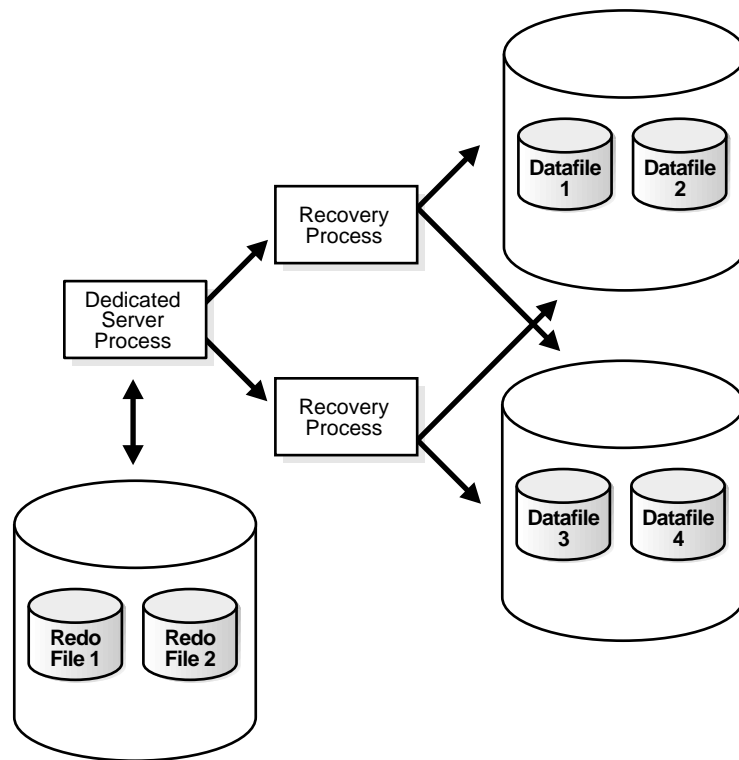 Datafile
1
Datafile
2
Recovery
Process
Dedicated
Server
Process
Recovery
Process
Datafile
3
Datafile
4
Redo
File 1
Redo
File 2